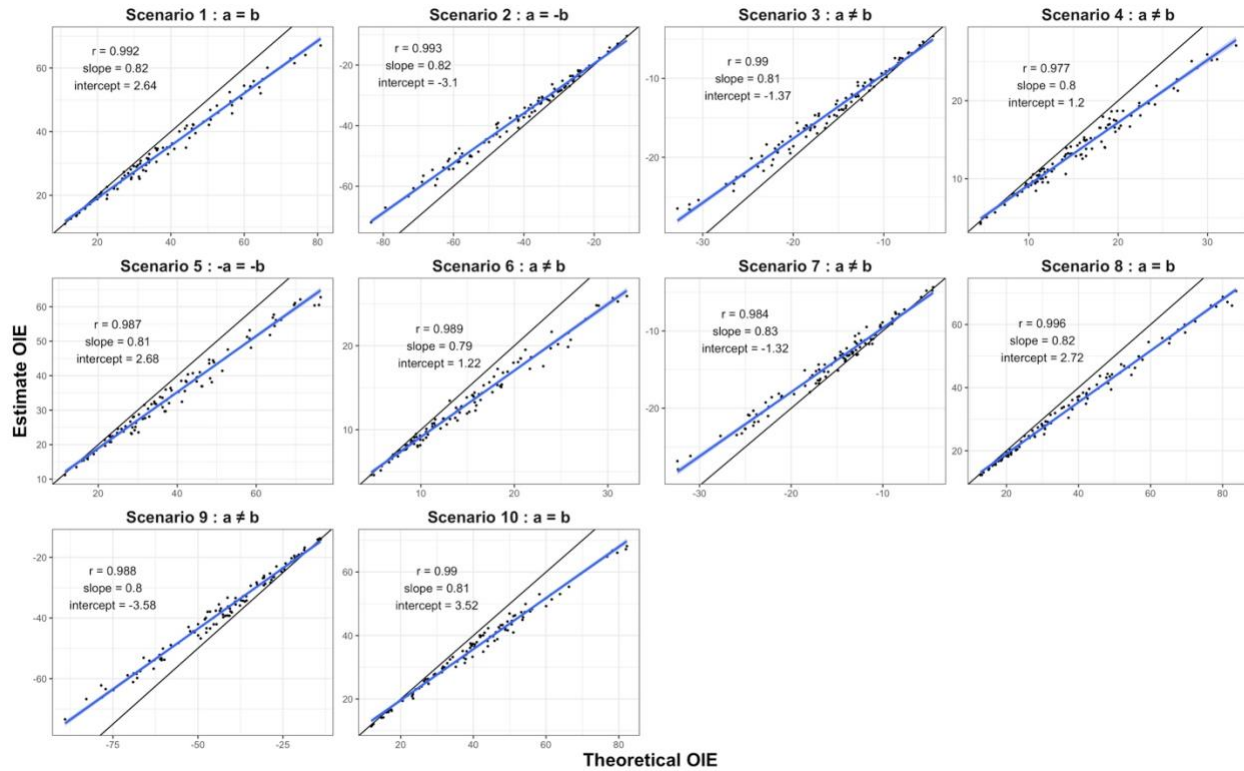 Scenario 1 : a = b
r = 0.992
slope = 0.82
intercept = 2.64
60
40
20
20
40
60
80
Scenario 2 : a = -b
r = 0.993
slope = 0.82
intercept = -3.1
-20
-40
-60
-80
-60
-40
-20
Scenario 3 : a ≠ b
r = 0.99
slope = 0.81
intercept = -1.37
-10
-20
-30
-20
-10
Scenario 4 : a ≠ b
r = 0.977
slope = 0.8
intercept = 1.2
20
10
10
20
30
Scenario 5 : -a = -b
r = 0.987
slope = 0.81
intercept = 2.68
60
50
40
30
20
10
20
40
60
Scenario 6 : a ≠ b
r = 0.989
slope = 0.79
intercept = 1.22
20
10
10
20
30
Scenario 7 : a ≠ b
r = 0.984
slope = 0.83
intercept = -1.32
-10
-20
-30
-20
-10
Scenario 8 : a = b
r = 0.996
slope = 0.82
intercept = 2.72
60
40
20
20
40
60
80
Scenario 9 : a ≠ b
r = 0.988
slope = 0.8
intercept = -3.58
-20
-40
-60
-75
-50
-25
Scenario 10 : a = b
r = 0.99
slope = 0.81
intercept = 3.52
60
40
20
20
40
60
80
Estimate OIE
Theoretical OIE